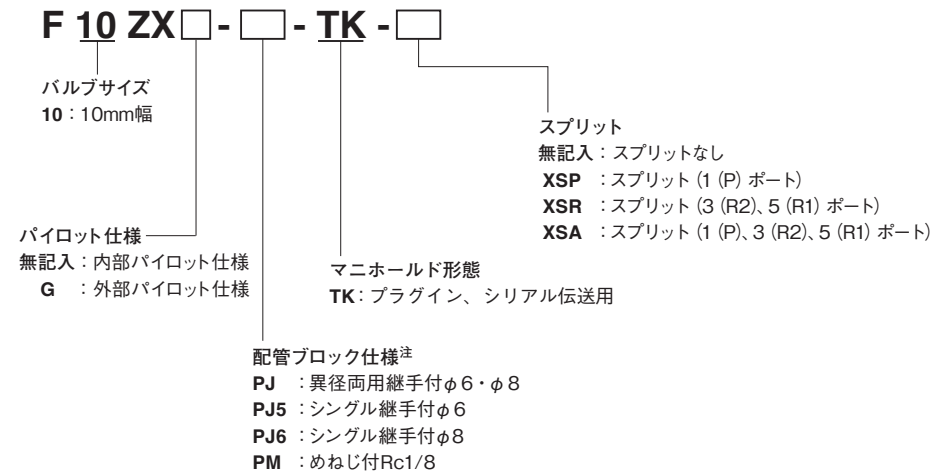 F 10 ZX□-□-TK-□
バルブサイズ
10：10mm幅
スプリット
無記入：スプリットなし
XSP：スプリット（1（P）ポート）
XSR：スプリット（3（R2）、5（R1）ポート）
XSA：スプリット（1（P）、3（R2）、5（R1）ポート）
パイロット仕様
無記入：内部パイロット仕様
G：外部パイロット仕様
マニホールド形態
TK：プラグイン、シリアル伝送用
配管ブロック仕様注
PJ：異径両用継手付φ6・φ8
PJ5：シングル継手付φ6
PJ6：シングル継手付φ8
PM：めねじ付Rc1/8